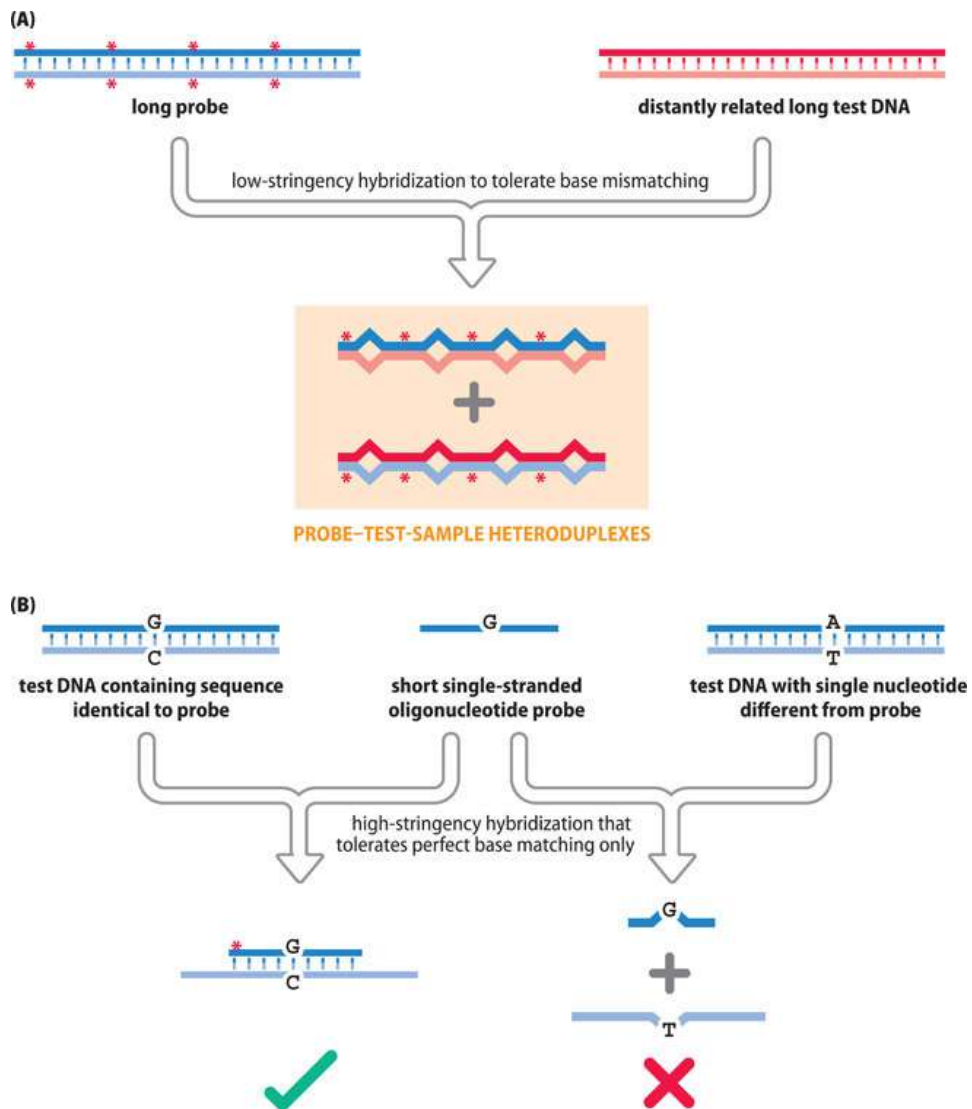 (A)
long probe
distantly related long test DNA
low-stringency hybridization to tolerate base mismatching
PROBE–TEST-SAMPLE HETERODUPLEXES
(B)
G
C
test DNA containing sequence
identical to probe
G
short single-stranded
oligonucleotide probe
A
T
test DNA with single nucleotide
different from probe
high-stringency hybridization that
tolerates perfect base matching only
G
C
G
T